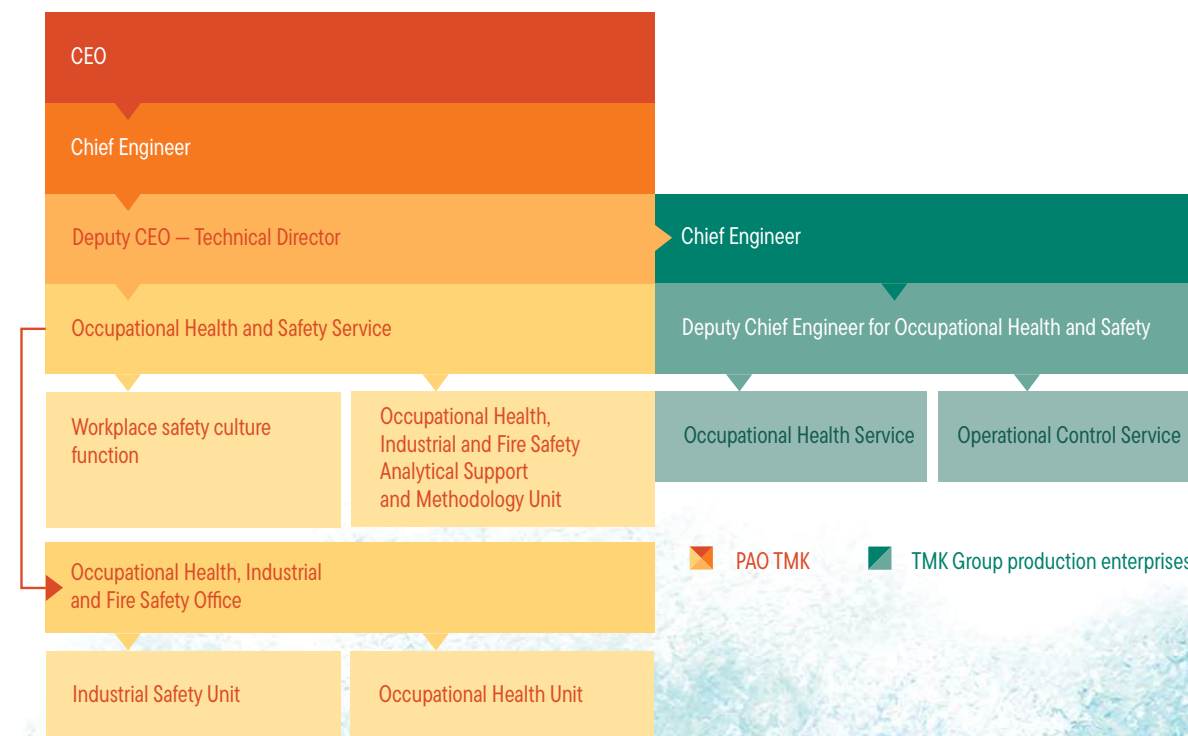 CEO
Chief Engineer
Deputy CEO — Technical Director
Chief Engineer
Occupational Health and Safety Service
Deputy Chief Engineer for Occupational Health and Safety
Workplace safety culture
function
Occupational Health,
Industrial and Fire Safety
Analytical Support
and Methodology Unit
Occupational Health Service
Operational Control Service
PAO TMK
TMK Group production enterprises
Occupational Health, Industrial
and Fire Safety Office
Industrial Safety Unit
Occupational Health Unit